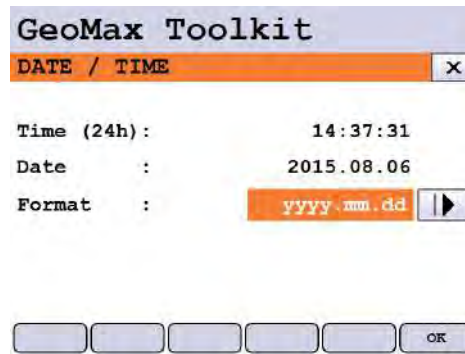 GeoMax Toolkit
DATE / TIME
x
Time (24h): 14:37:31
Date : 2015.08.06
Format : yyyy.mm.dd
OK